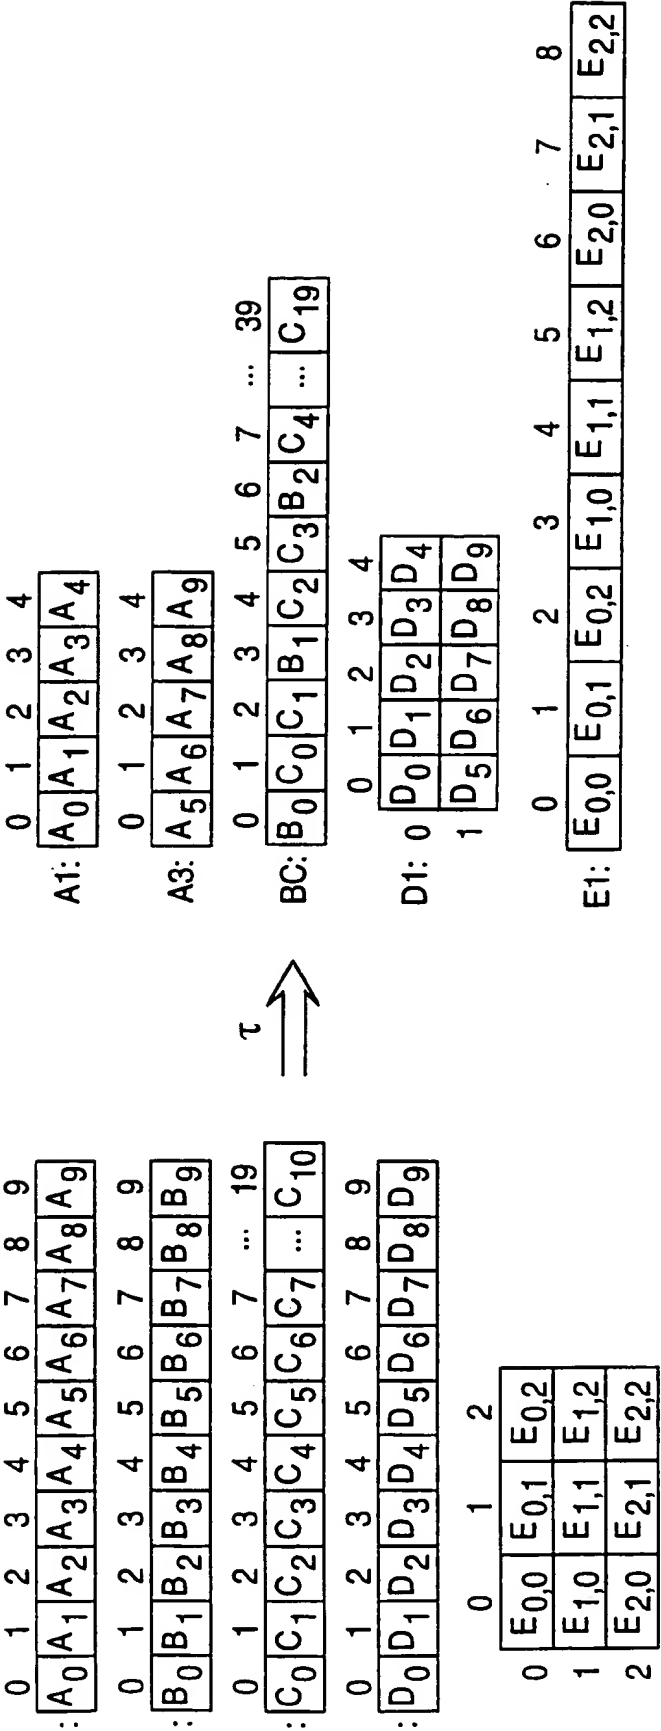 0 1 2 3 4 5 6 7 8 9
: A0 A1 A2 A3 A4 A5 A6 A7 A8 A9
0 1 2 3 4 5 6 7 8 9
: B0 B1 B2 B3 B4 B5 B6 B7 B8 B9
0 1 2 3 4 5 6 7 ... 19
: C0 C1 C2 C3 C4 C5 C6 C7 ... C10
0 1 2 3 4 5 6 7 8 9
: D0 D1 D2 D3 D4 D5 D6 D7 D8 D9
0 1 2
0 E0,0 E0,1 E0,2
1 E1,0 E1,1 E1,2
2 E2,0 E2,1 E2,2
τ
0 1 2 3 4
A1: A0 A1 A2 A3 A4
0 1 2 3 4
A3: A5 A6 A7 A8 A9
0 1 2 3 4 5 6 7 ... 39
BC: B0 C0 C1 B1 C2 C3 B2 C4 ... C19
0 1 2 3 4
D1: 0 D0 D1 D2 D3 D4
1 D5 D6 D7 D8 D9
0 1 2 3 4 5 6 7 8
E1: E0,0 E0,1 E0,2 E1,0 E1,1 E1,2 E2,0 E2,1 E2,2